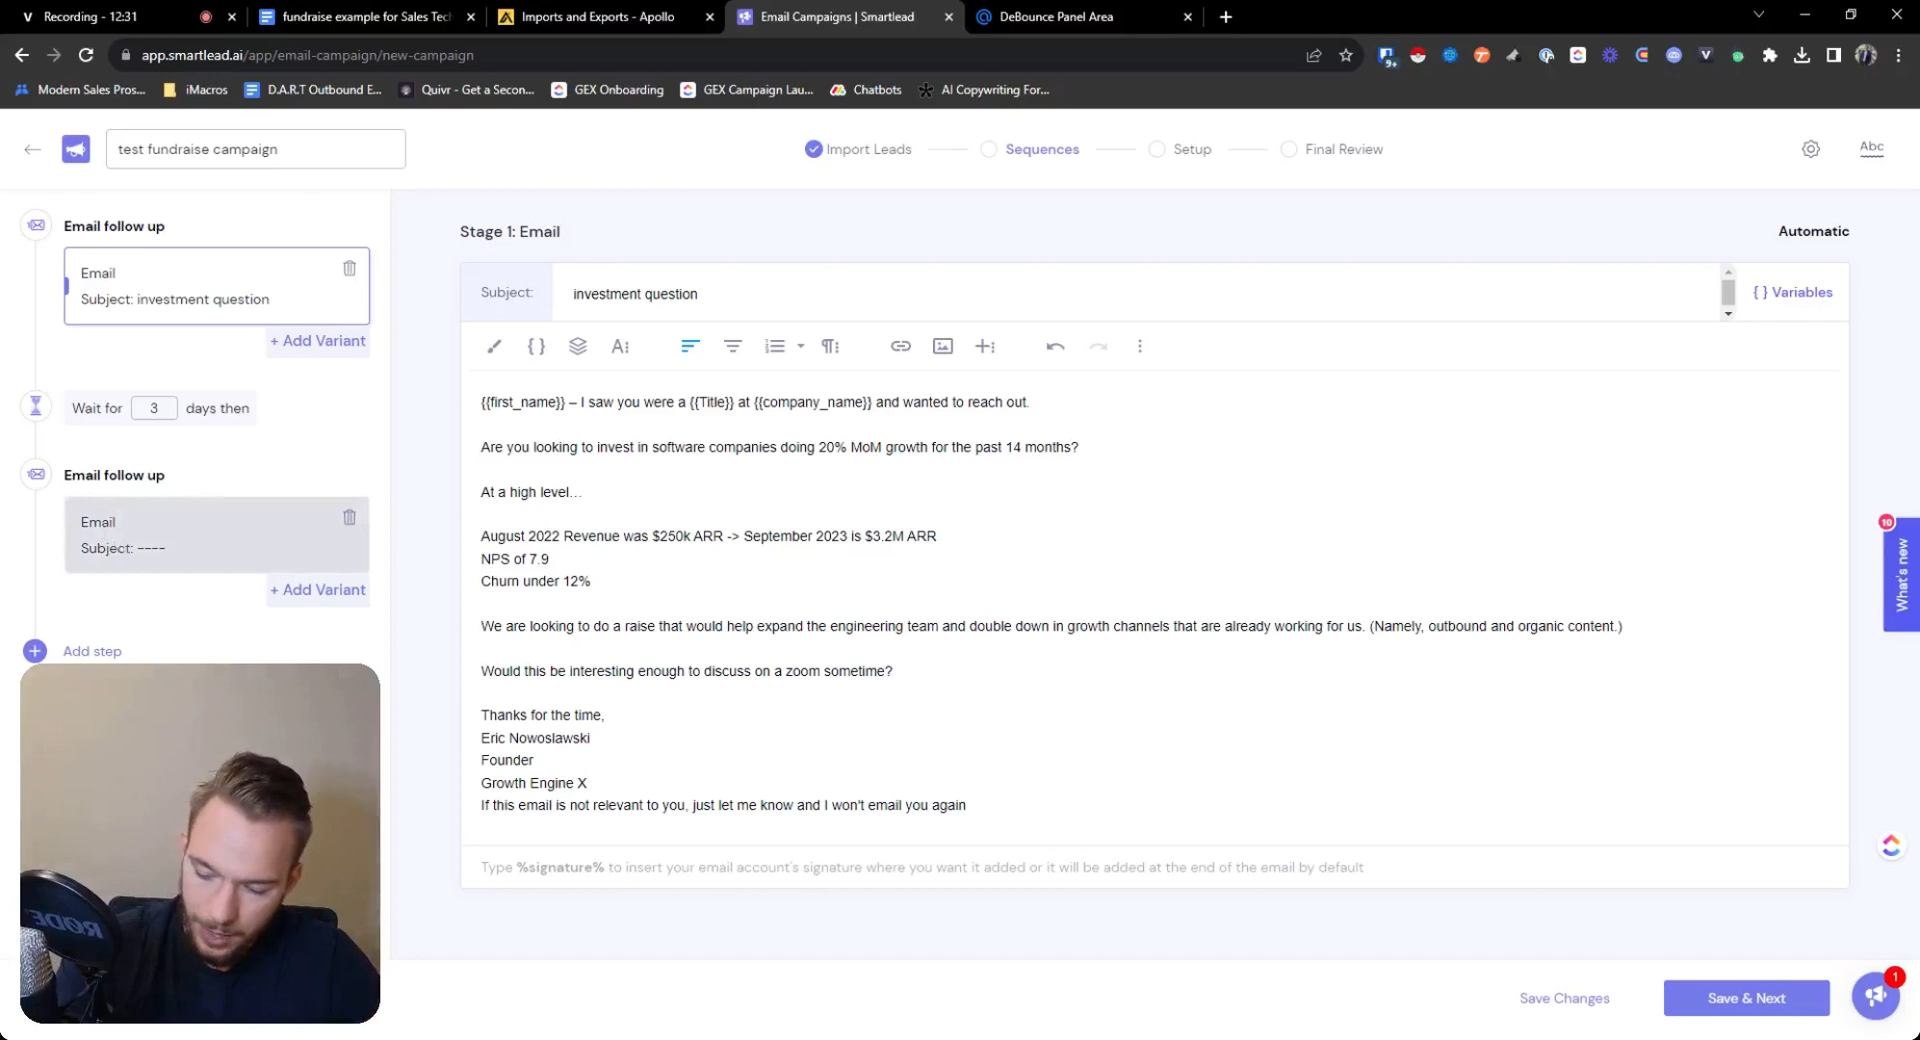 V Recording - 12:31
fundraise example for Sales Tech
Imports and Exports - Apollo
Email Campaigns | Smartlead
DeBounce Panel Area
app.smartlead.ai/app/email-campaign/new-campaign
9+
Modern Sales Pros...
iMacros
D.A.R.T Outbound E...
Quivr - Get a Secon...
GEX Onboarding
GEX Campaign Lau...
Chatbots
AI Copywriting For...
test fundraise campaign
Import Leads
Sequences
Setup
Final Review
Abc
Email follow up
Email
Subject: investment question
+ Add Variant
Wait for 3 days then
Email follow up
Email
Subject: ----
+ Add Variant
Add step
RØDE
Stage 1: Email
Automatic
Subject: investment question
{ } Variables
{{first_name}} – I saw you were a {{Title}} at {{company_name}} and wanted to reach out.
Are you looking to invest in software companies doing 20% MoM growth for the past 14 months?
At a high level…
August 2022 Revenue was $250k ARR -> September 2023 is $3.2M ARR
NPS of 7.9
Churn under 12%
We are looking to do a raise that would help expand the engineering team and double down in growth channels that are already working for us. (Namely, outbound and organic content.)
Would this be interesting enough to discuss on a zoom sometime?
Thanks for the time,
Eric Nowoslawski
Founder
Growth Engine X
If this email is not relevant to you, just let me know and I won't email you again
Type %signature% to insert your email account's signature where you want it added or it will be added at the end of the email by default
10
What's new
Save Changes
Save & Next
1